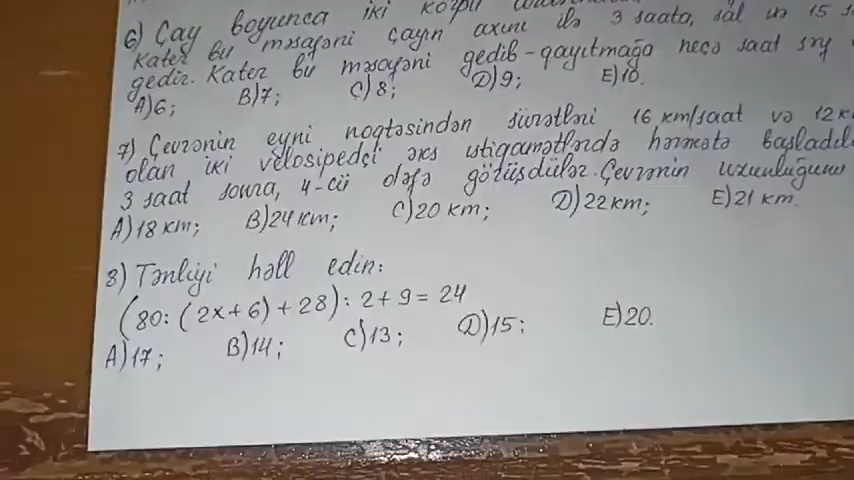 6) Çay boyunca iki körpü
Kater bu məsafəni çayın axını ilə 3 saata, sal isə 15
gedir. Kater bu məsafəni gedib-qayıtmağa neçə saat
A)6; B)7; C)8; D)9; E)10.
7) Çevrənin eyni noqtəsindən sürətləri 16 km/saat və 12
olan iki velosipedçi əks istiqamətlərdə hərəkətə
3 saat sonra, 4-cü dəfə görüşdülər. Çevrənin uzunluğunu
A)18 km; B)24 km; C)20 km; D)22 km; E)21 km.
8) Tənliyi həll edin:
(80:(2x+6)+28):2+9=24
A)17; B)14; C)13; D)15; E)20.